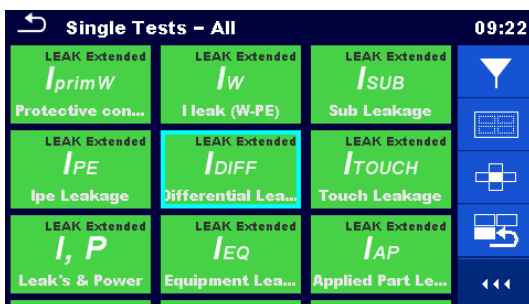 Single Tests – All
09:22
LEAK Extended
IprimW
Protective con...
LEAK Extended
Iw
I leak (W-PE)
LEAK Extended
ISUB
Sub Leakage
LEAK Extended
IPE
Ipe Leakage
LEAK Extended
IDIFF
Differential Lea...
LEAK Extended
ITOUCH
Touch Leakage
LEAK Extended
I, P
Leak's & Power
LEAK Extended
IEQ
Equipment Lea...
LEAK Extended
IAP
Applied Part Le...